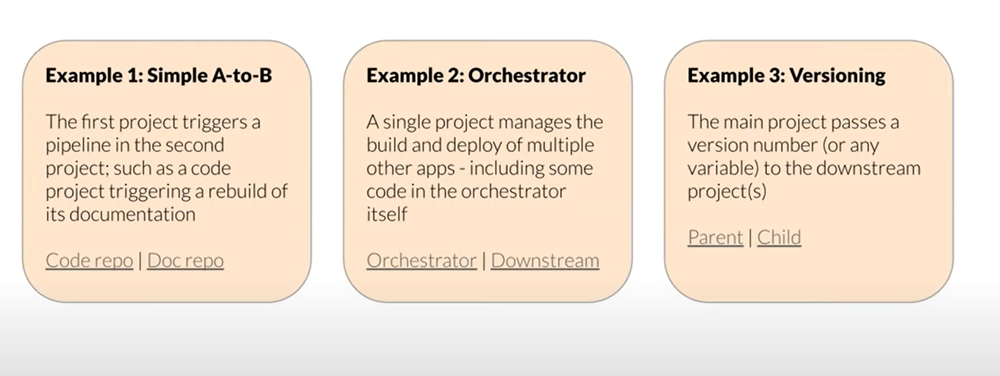 Example 1: Simple A-to-B
The first project triggers a
pipeline in the second
project; such as a code
project triggering a rebuild of
its documentation
Code repo | Doc repo
Example 2: Orchestrator
A single project manages the
build and deploy of multiple
other apps - including some
code in the orchestrator
itself
Orchestrator | Downstream
Example 3: Versioning
The main project passes a
version number (or any
variable) to the downstream
project(s)
Parent | Child